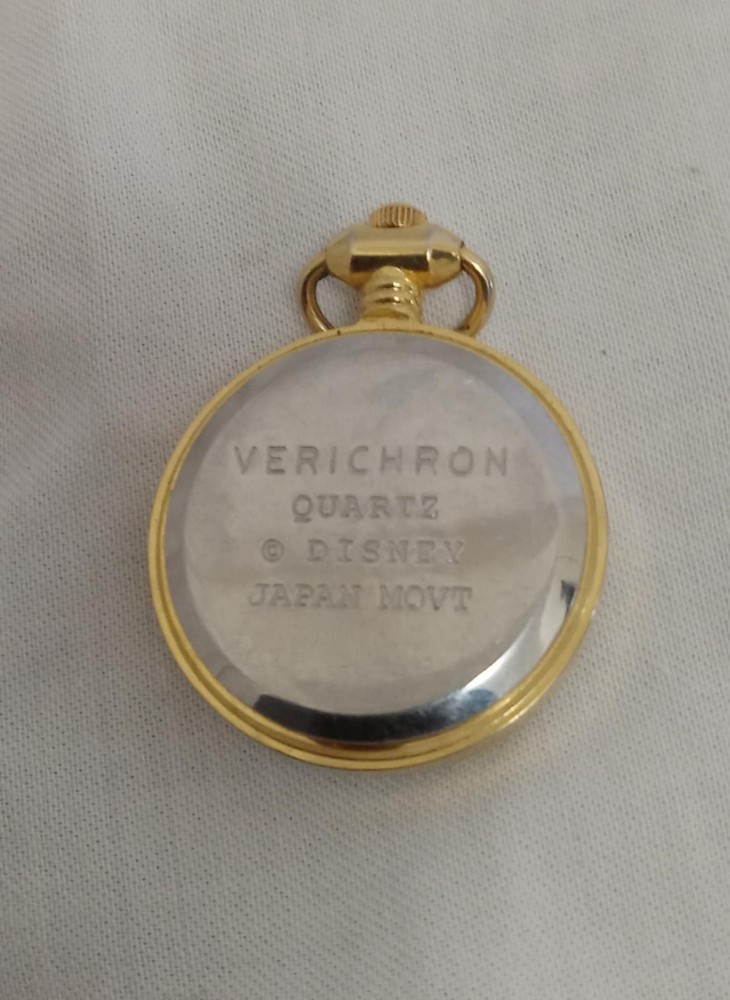 VERICHRON
QUARTZ
© DISNEY
JAPAN MOVT